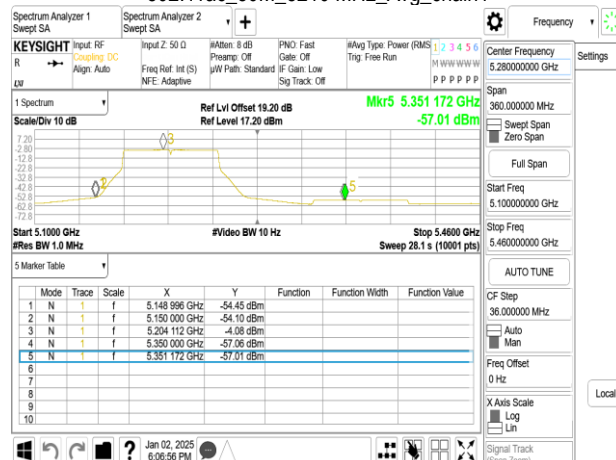 Spectrum Analyzer 1
Swept SA
Spectrum Analyzer 2
Swept SA
Frequency
KEYSIGHT
R
LXI
Input: RF
Coupling: DC
Align: Auto
Input Z: 50 Ω
Freq Ref: Int (S)
NFE: Adaptive
#Atten: 8 dB
Preamp: Off
µW Path: Standard
PNO: Fast
Gate: Off
IF Gain: Low
Sig Track: Off
#Avg Type: Power (RMS)
Trig: Free Run
1 2 3 4 5 6
M W W W W W
P P P P P P
Center Frequency
5.280000000 GHz
Settings
1 Spectrum
Scale/Div 10 dB
Ref Lvl Offset 19.20 dB
Ref Level 17.20 dBm
Mkr5 5.351 172 GHz
-57.01 dBm
Span
360.000000 MHz
Swept Span
Zero Span
Full Span
7.20
-2.80
-12.8
-22.8
-32.8
-42.8
-52.8
-62.8
-72.8
2
3
5
Start Freq
5.100000000 GHz
Stop Freq
5.460000000 GHz
Start 5.1000 GHz
#Res BW 1.0 MHz
#Video BW 10 Hz
Stop 5.4600 GHz
Sweep 28.1 s (10001 pts)
AUTO TUNE
5 Marker Table
Mode Trace Scale X Y Function Function Width Function Value
1 N 1 f 5.148 996 GHz -54.45 dBm
2 N 1 f 5.150 000 GHz -54.10 dBm
3 N 1 f 5.204 112 GHz -4.08 dBm
4 N 1 f 5.350 000 GHz -57.06 dBm
5 N 1 f 5.351 172 GHz -57.01 dBm
6
7
8
9
10
CF Step
36.000000 MHz
Auto
Man
Freq Offset
0 Hz
X Axis Scale
Log
Lin
Local
Signal Track
?
Jan 02, 2025
6:06:56 PM